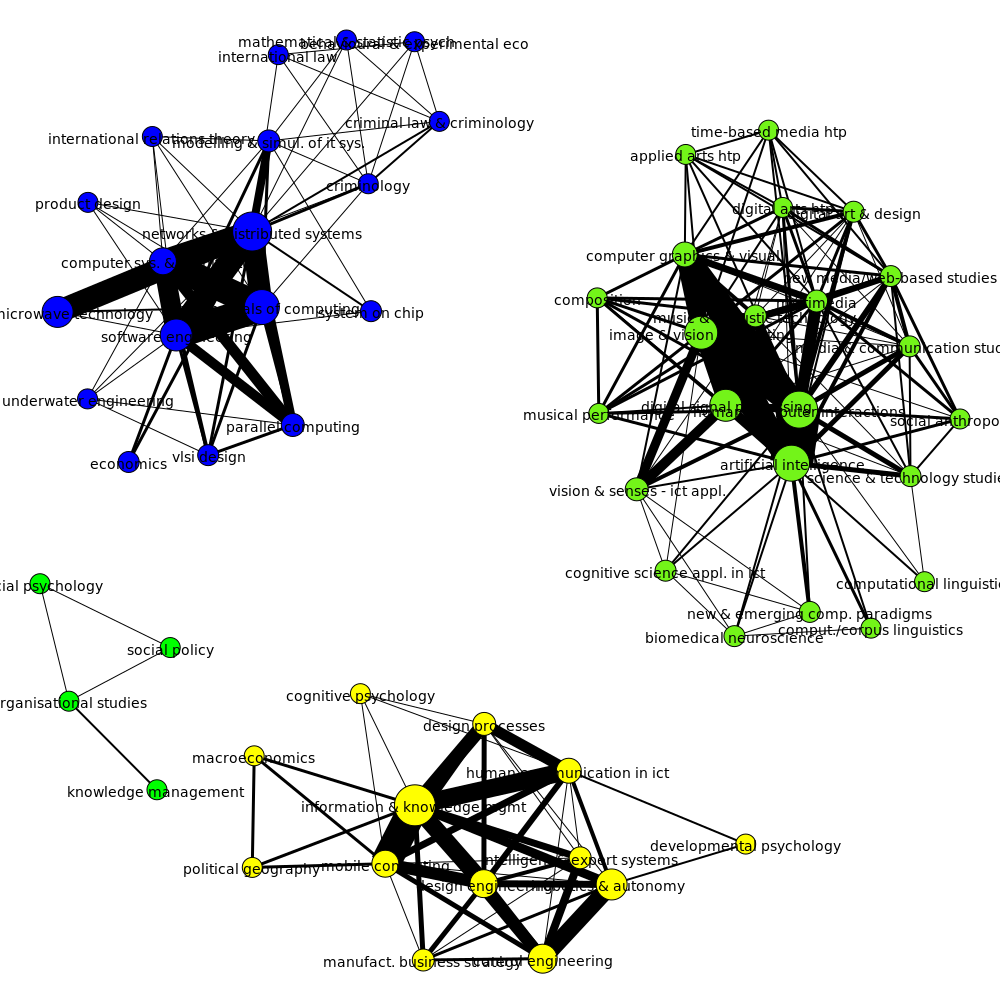 mathematical & statistic psych
behavioural & experimental eco
international law
criminal law & criminology
international relations theory
modelling & simul. of it sys.
criminology
product design
networks & distributed systems
computer sys. &
microwave technology
fundamentals of computing
system on chip
software engineering
underwater engineering
parallel computing
economics
vlsi design
time-based media htp
applied arts htp
digital arts htp
digital art & design
computer graphics & visual
new media/web-based studies
composition
multimedia
music & acoustic technology
image & vision
media & communication stud
digital signal processing
human computer interactions
musical performance
social anthropo
artificial intelligence
science & technology studie
vision & senses - ict appl.
cognitive science appl. in ict
computational linguistic
new & emerging comp. paradigms
comput./corpus linguistics
biomedical neuroscience
cial psychology
social policy
rganisational studies
knowledge management
cognitive psychology
design processes
macroeconomics
human communication in ict
information & knowledge mgmt
developmental psychology
political geography
mobile computing
intelligent & expert systems
design engineering
robotics & autonomy
manufact. business strategy
control engineering